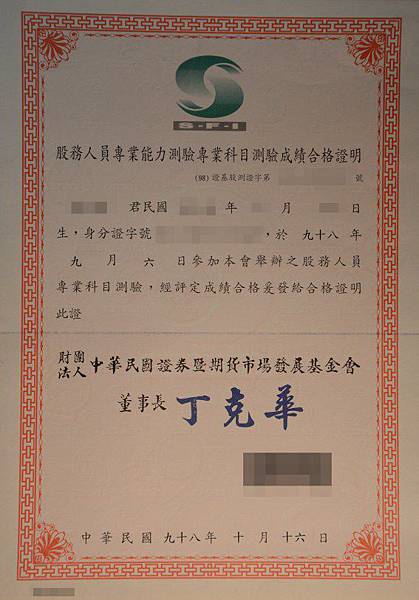 S-F-I
股務人員專業能力測驗專業科目測驗成績合格證明
(98) 證基股測證字第 號
君民國 年 月 日
生，身分證字號 ，於 九十八 年
九 月 六 日參加本會舉辦之股務人員
專業科目測驗，經評定成績合格爰發給合格證明
此證
財團法人中華民國證券暨期貨市場發展基金會
董事長 丁克華
中華民國九十八年 十 月 十六 日